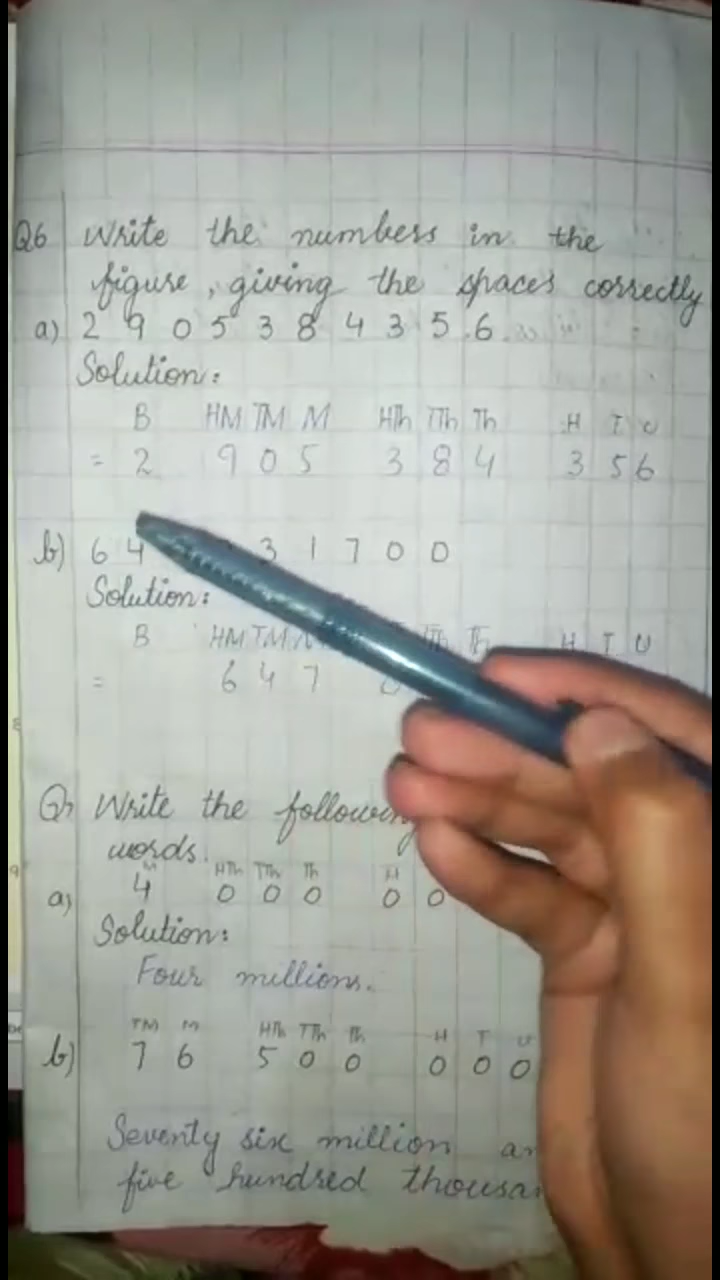 Q6 Write the numbers in the
figure, giving the spaces correctly
a) 2 9 0 5 3 8 4 3 5 6
Solution:
B HM TM M HTh TTh Th H T U
= 2 9 0 5 3 8 4 3 5 6
b) 6 4 3 1 7 0 0
Solution:
B HM TM Th H T U
= 6 4 7
Q7 Write the following
words.
M HTh TTh Th H
a) 4 0 0 0 0 0
Solution:
Four millions.
TM M HTh TTh Th H T U
b) 7 6 5 0 0 0 0 0
Seventy six million
five hundred